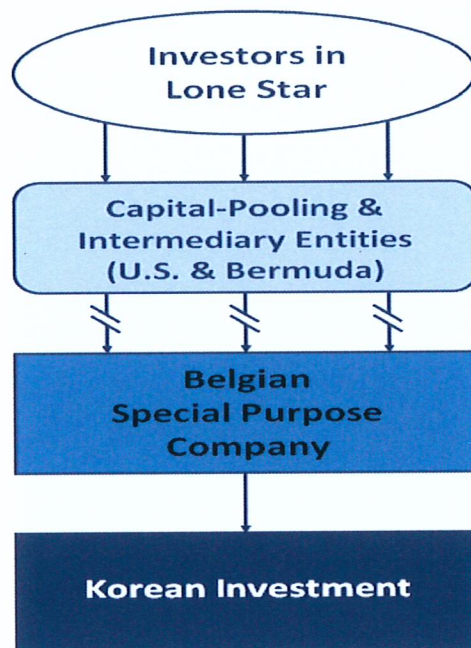 Investors in
Lone Star
Capital-Pooling &
Intermediary Entities
(U.S. & Bermuda)
Belgian
Special Purpose
Company
Korean Investment